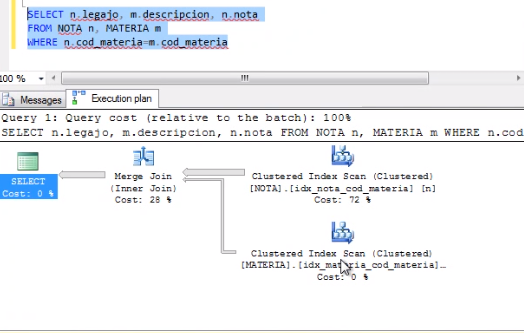 SELECT n.legajo, m.descripcion, n.nota
FROM NOTA n, MATERIA m
WHERE n.cod_materia=m.cod_materia
100 %
Messages Execution plan
Query 1: Query cost (relative to the batch): 100%
SELECT n.legajo, m.descripcion, n.nota FROM NOTA n, MATERIA m WHERE n.cod
SELECT
Cost: 0 %
Merge Join
(Inner Join)
Cost: 28 %
Clustered Index Scan (Clustered)
[NOTA].[idx_nota_cod_materia] [n]
Cost: 72 %
Clustered Index Scan (Clustered)
[MATERIA].[idx_materia_cod_materia]…
Cost: 0 %